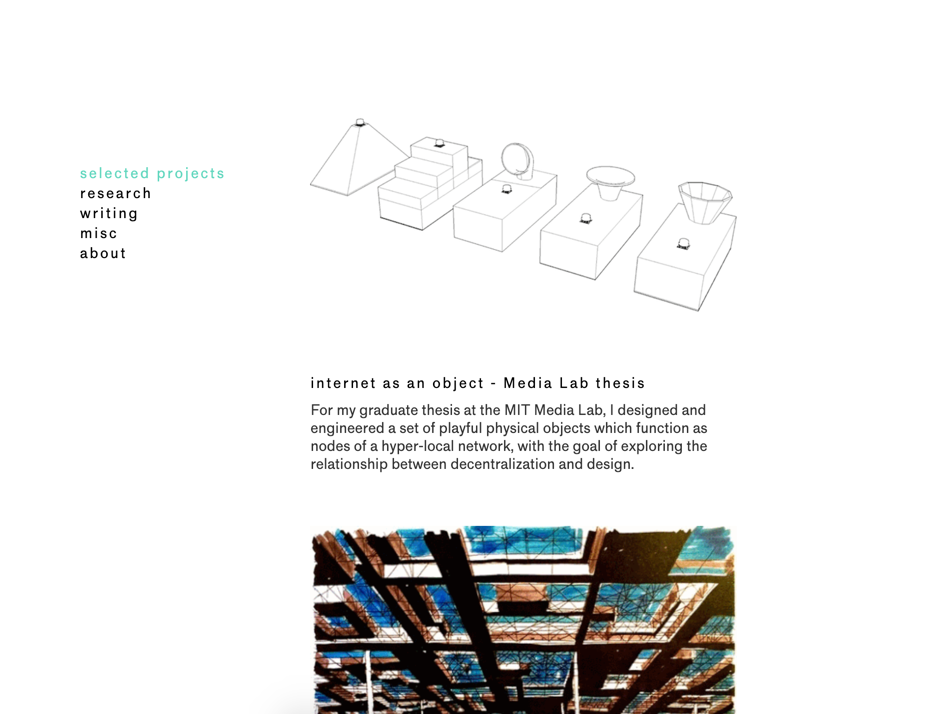 selected projects
research
writing
misc
about
internet as an object - Media Lab thesis
For my graduate thesis at the MIT Media Lab, I designed and
engineered a set of playful physical objects which function as
nodes of a hyper-local network, with the goal of exploring the
relationship between decentralization and design.